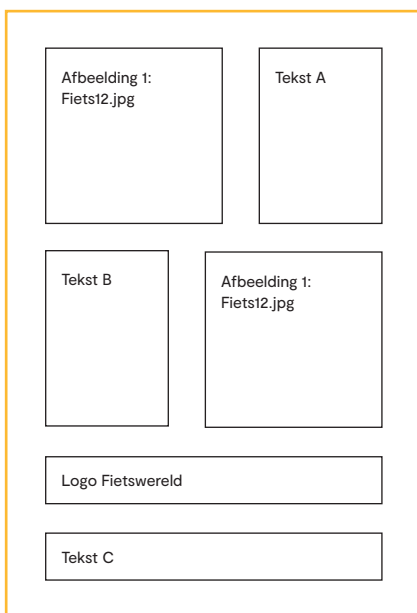 Afbeelding 1:
Fiets12.jpg
Tekst A
Tekst B
Afbeelding 1:
Fiets12.jpg
Logo Fietswereld
Tekst C